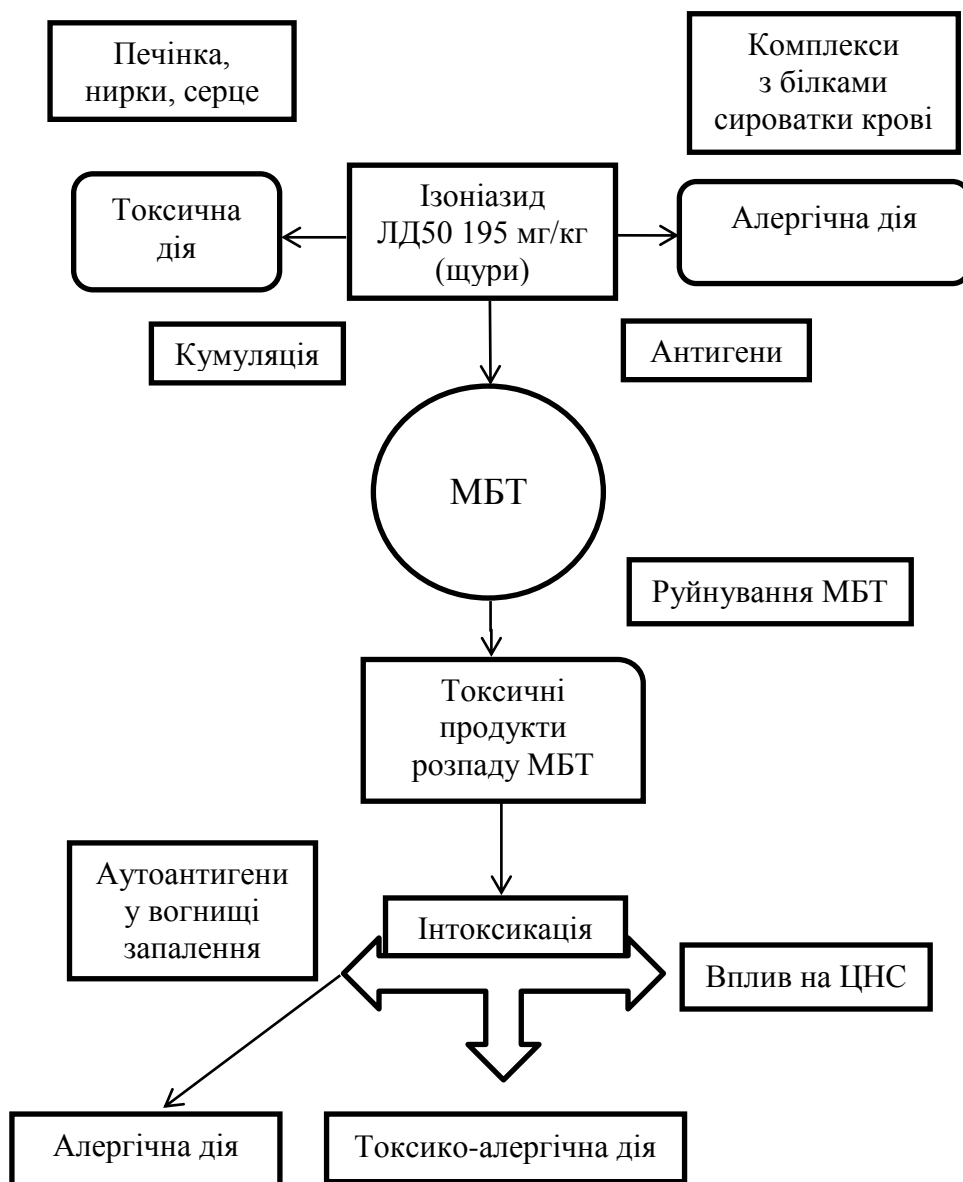 Печінка,
нирки, серце
Комплекси
з білками
сироватки крові
Токсична
дія
Ізоніазид
ЛД50 195 мг/кг
(щури)
Алергічна дія
Кумуляція
Антигени
МБТ
Руйнування МБТ
Токсичні
продукти
розпаду МБТ
Аутоантигени
у вогнищі
запалення
Інтоксикація
Вплив на ЦНС
Алергічна дія
Токсико-алергічна дія